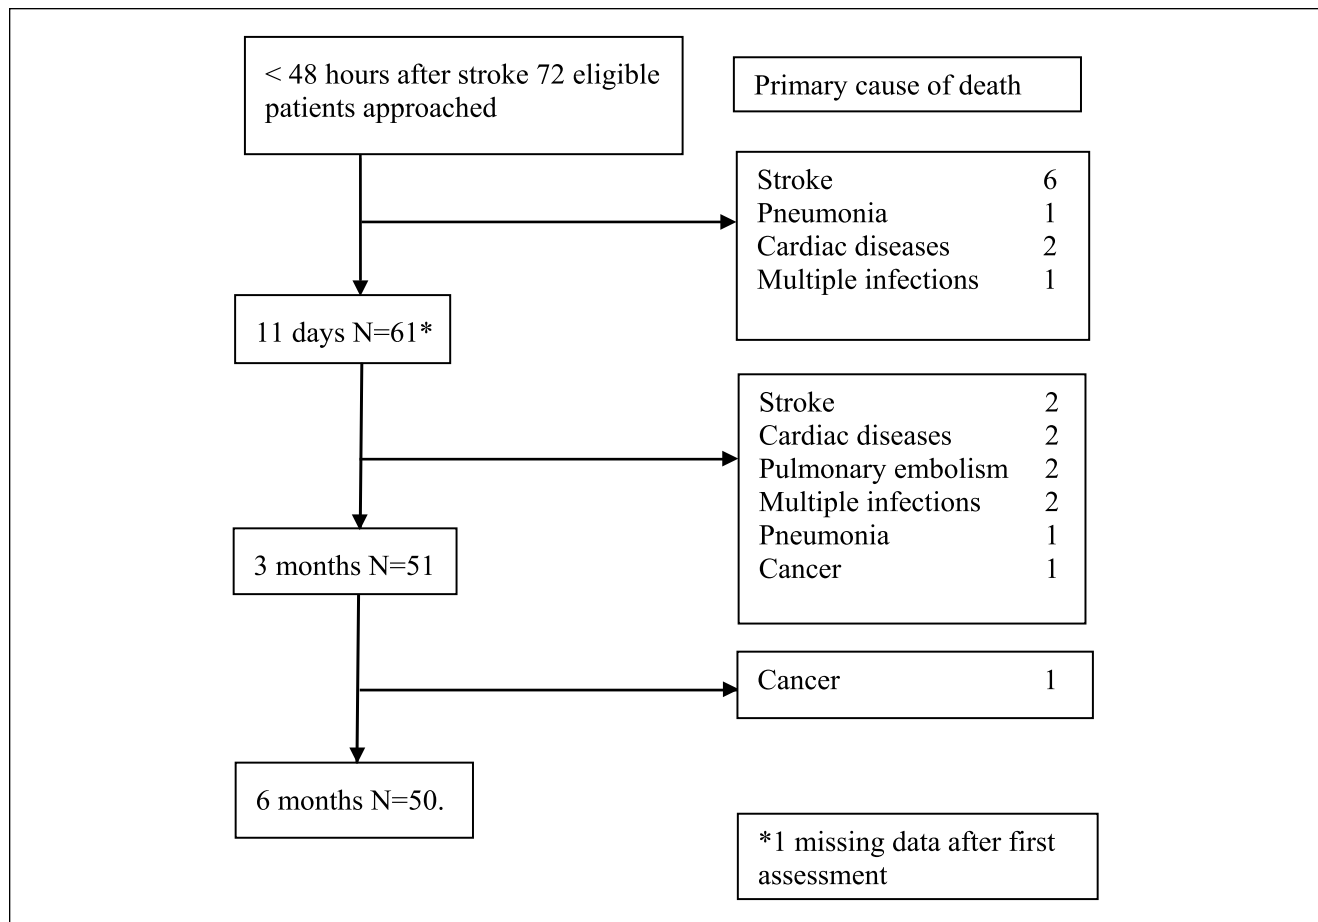 < 48 hours after stroke 72 eligible
patients approached
Primary cause of death
Stroke 6
Pneumonia 1
Cardiac diseases 2
Multiple infections 1
11 days N=61*
Stroke 2
Cardiac diseases 2
Pulmonary embolism 2
Multiple infections 2
Pneumonia 1
Cancer 1
3 months N=51
Cancer 1
6 months N=50.
*1 missing data after first
assessment